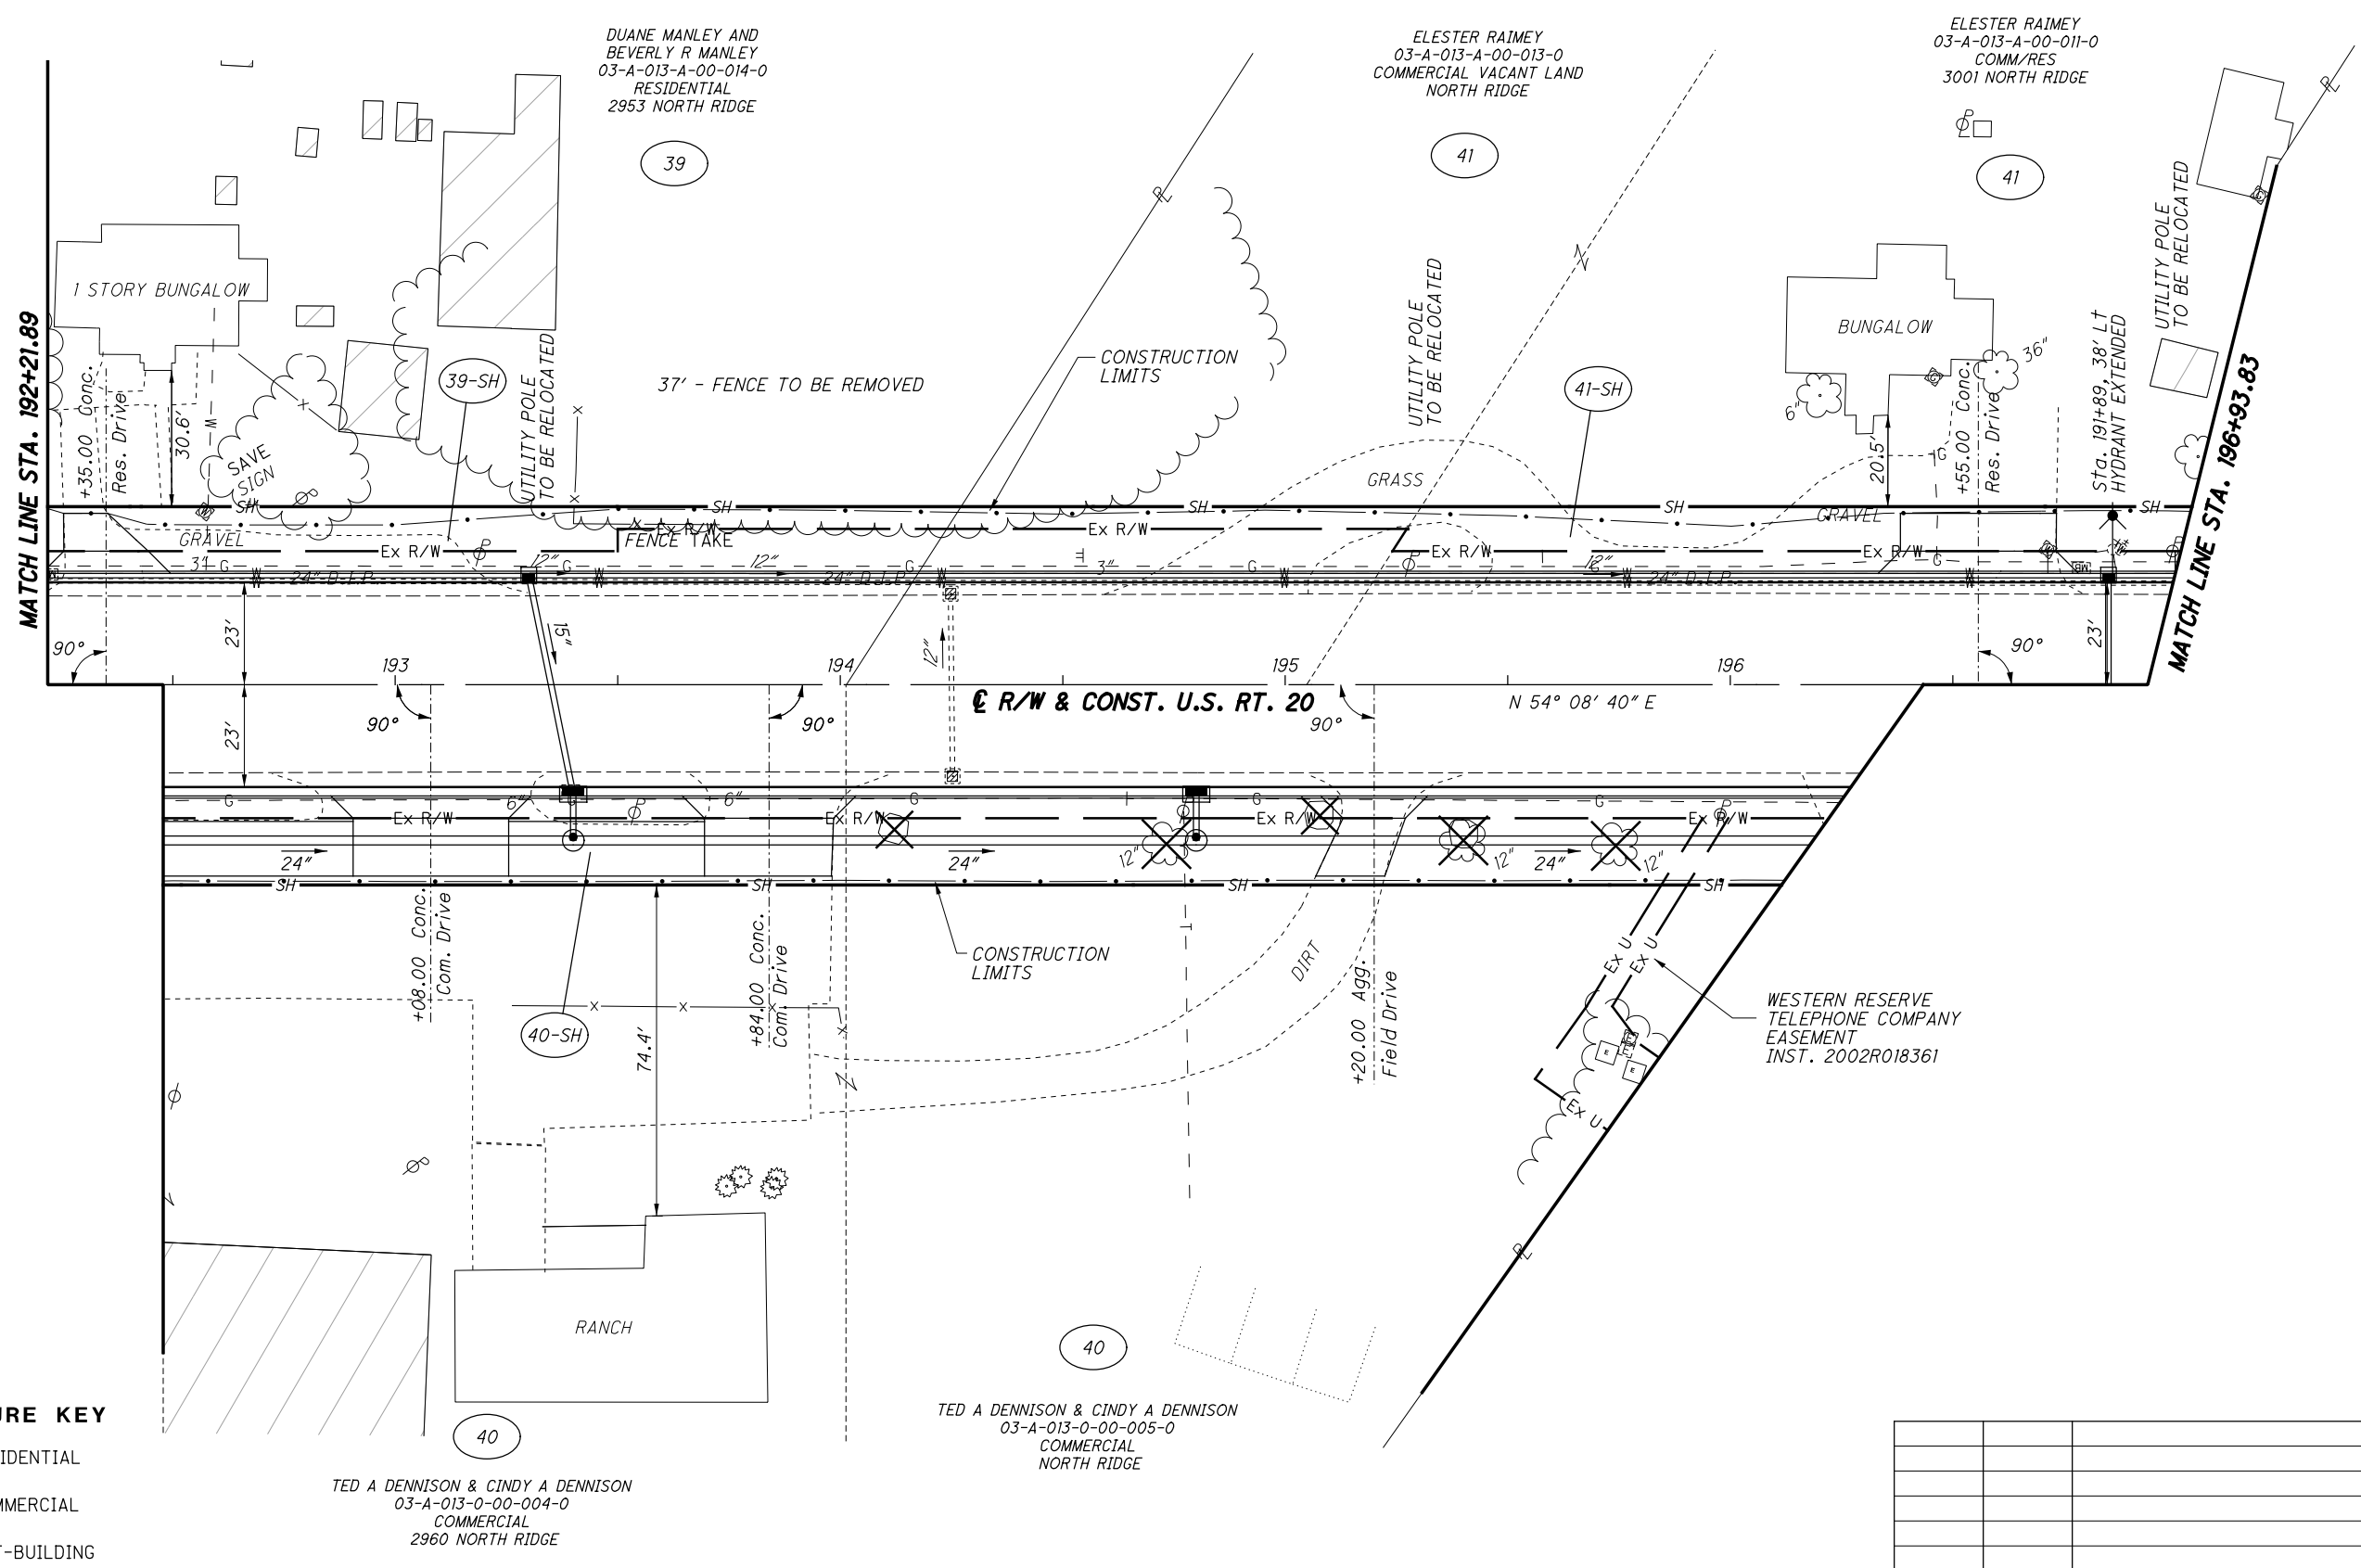 DUANE MANLEY AND
BEVERLY R MANLEY
03-A-013-A-00-014-0
RESIDENTIAL
2953 NORTH RIDGE
39
ELESTER RAIMEY
03-A-013-A-00-013-0
COMMERCIAL VACANT LAND
NORTH RIDGE
41
ELESTER RAIMEY
03-A-013-A-00-011-0
COMM/RES
3001 NORTH RIDGE
41
MATCH LINE STA. 192+21.89
1 STORY BUNGALOW
+35.00 Conc.
Res. Drive
30.6'
SAVE
SIGN
39-SH
UTILITY POLE
TO BE RELOCATED
37' - FENCE TO BE REMOVED
CONSTRUCTION
LIMITS
UTILITY POLE
TO BE RELOCATED
41-SH
GRASS
BUNGALOW
6"
36"
20.5'
+55.00 Conc.
Res. Drive
Sta. 191+89, 38' Lt
HYDRANT EXTENDED
UTILITY POLE
TO BE RELOCATED
MATCH LINE STA. 196+93.83
SH SH SH SH SH
GRAVEL
GRAVEL
Ex R/W Ex R/W Ex R/W Ex R/W Ex R/W
FENCE TAKE
3" G 24" D.I.P. 12" G 12" 24" D.I.P. G 3" G 12" G 24" D.I.P. G
MB
23'
90°
15"
12"
23'
90°
193 194 195 196
℄ R/W & CONST. U.S. RT. 20
N 54° 08' 40" E
23'
90°
90°
90°
G 6" G 6" G G G
Ex R/W Ex R/W Ex R/W Ex R/W
24" 24" 12" 12" 24" 12"
SH SH SH SH
+08.00 Conc.
Com. Drive
40-SH
74.4'
+84.00 Conc.
Com. Drive
CONSTRUCTION
LIMITS
DIRT
+20.00 Agg.
Field Drive
Ex U
Ex U
Ex U
WESTERN RESERVE
TELEPHONE COMPANY
EASEMENT
INST. 2002R018361
RANCH
40
TED A DENNISON & CINDY A DENNISON
03-A-013-0-00-004-0
COMMERCIAL
2960 NORTH RIDGE
40
TED A DENNISON & CINDY A DENNISON
03-A-013-0-00-005-0
COMMERCIAL
NORTH RIDGE
URE KEY
IDENTIAL
MMERCIAL
T-BUILDING